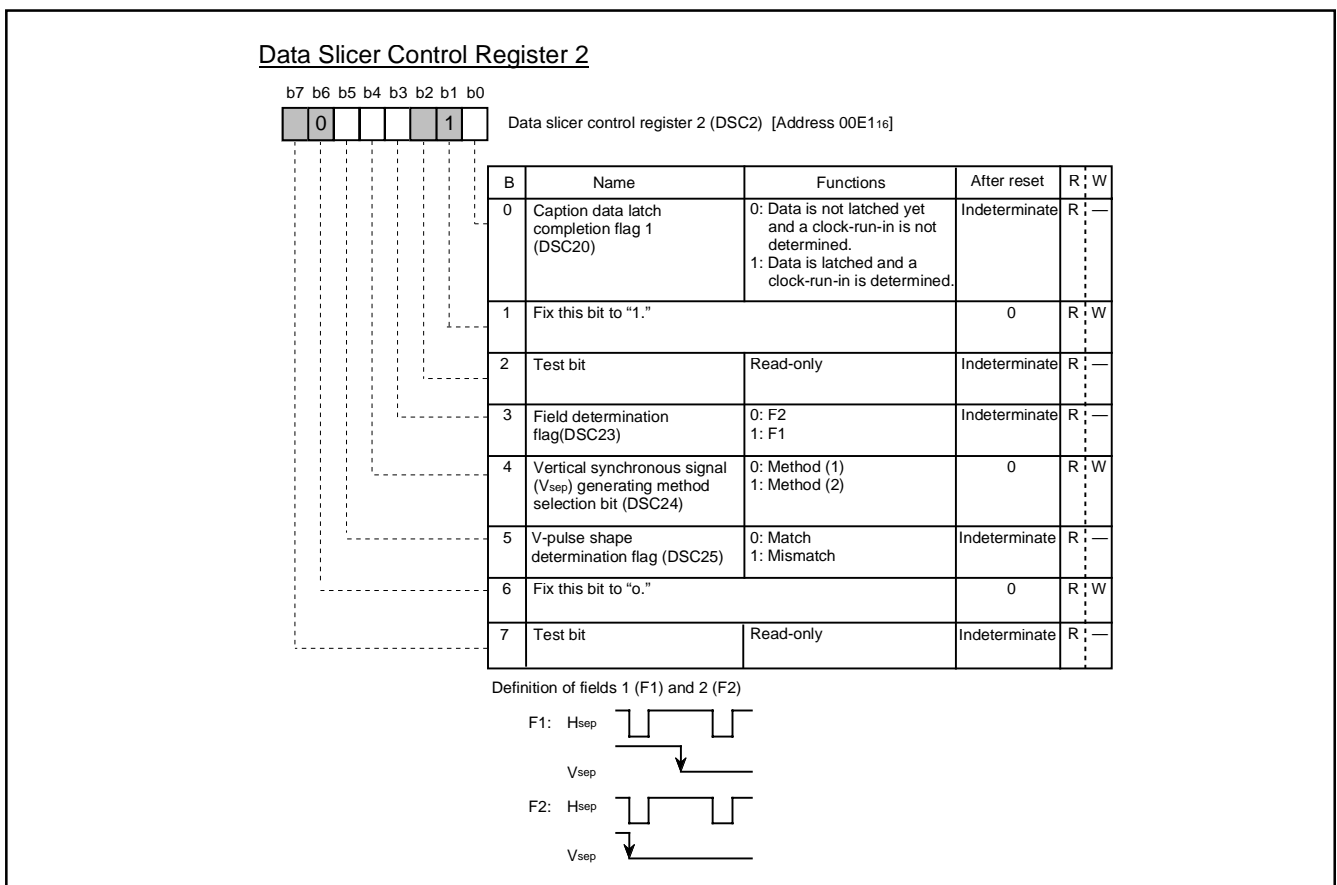 Data Slicer Control Register 2
b7 b6 b5 b4 b3 b2 b1 b0
0 1
Data slicer control register 2 (DSC2) [Address 00E116]
B Name Functions After reset R W
0 Caption data latch completion flag 1 (DSC20) 0: Data is not latched yet and a clock-run-in is not determined. 1: Data is latched and a clock-run-in is determined. Indeterminate R —
1 Fix this bit to “1.” 0 R W
2 Test bit Read-only Indeterminate R —
3 Field determination flag(DSC23) 0: F2 1: F1 Indeterminate R —
4 Vertical synchronous signal (Vsep) generating method selection bit (DSC24) 0: Method (1) 1: Method (2) 0 R W
5 V-pulse shape determination flag (DSC25) 0: Match 1: Mismatch Indeterminate R —
6 Fix this bit to “o.” 0 R W
7 Test bit Read-only Indeterminate R —
Definition of fields 1 (F1) and 2 (F2)
F1: Hsep
Vsep
F2: Hsep
Vsep